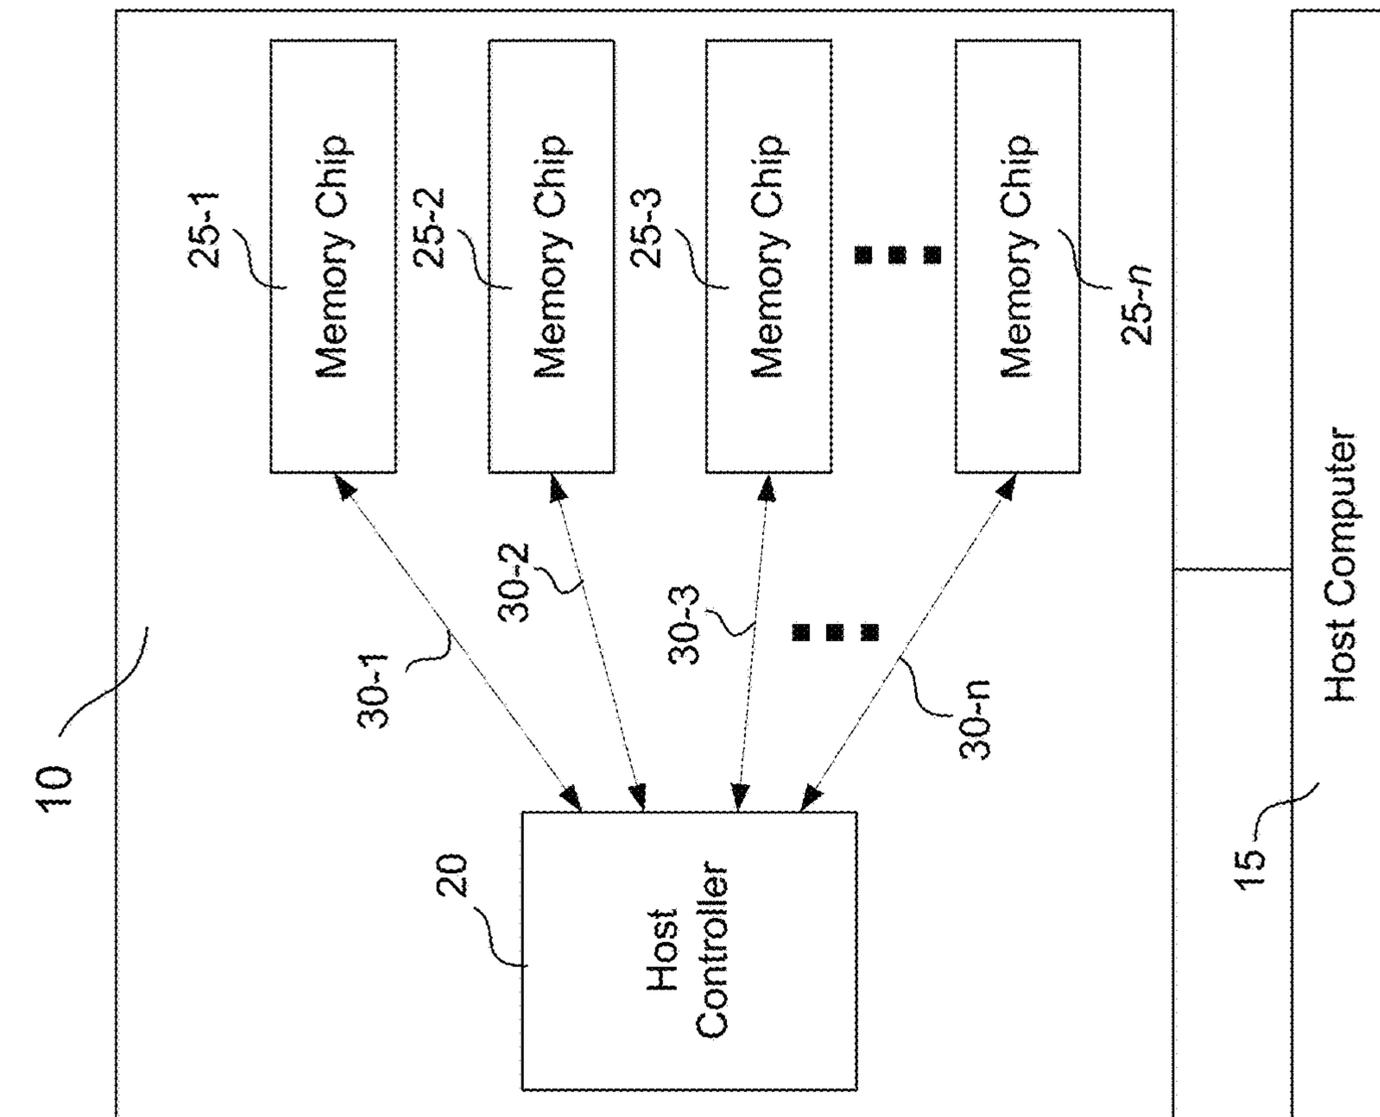 10
25-1
Memory Chip
25-2
Memory Chip
25-3
Memory Chip
25-n
Memory Chip
30-1
30-2
30-3
30-n
20
Host
Controller
15
Host Computer